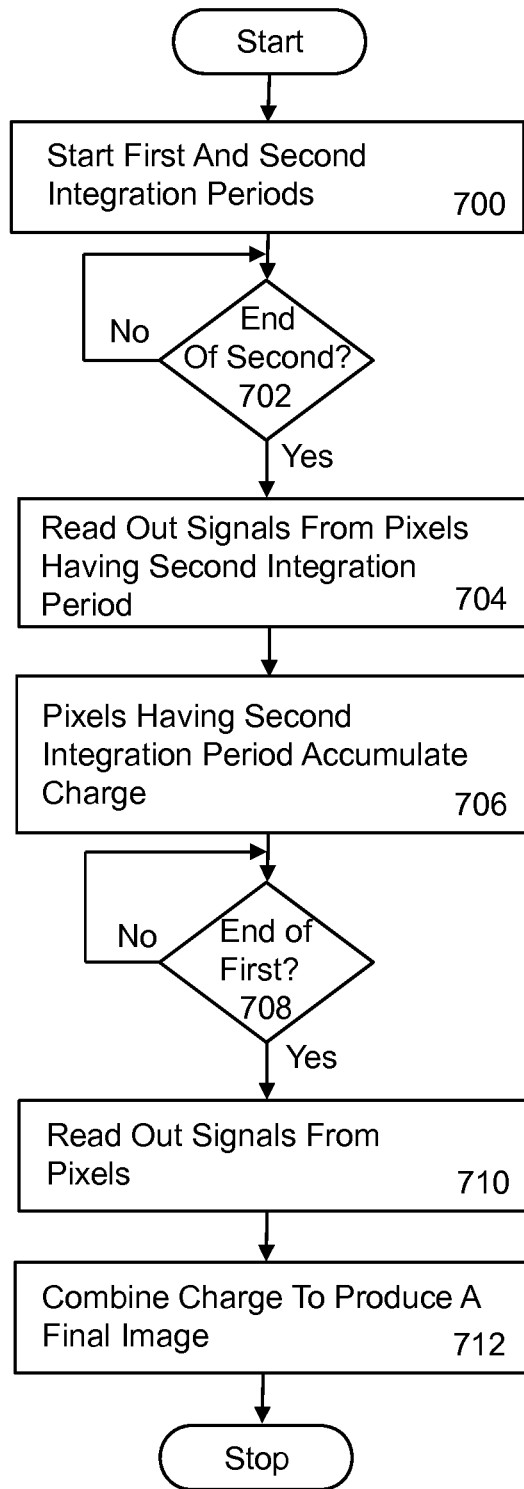 Start
Start First And Second
Integration Periods
700
End
Of Second?
702
No
Yes
Read Out Signals From Pixels
Having Second Integration
Period
704
Pixels Having Second
Integration Period Accumulate
Charge
706
End of
First?
708
No
Yes
Read Out Signals From
Pixels
710
Combine Charge To Produce A
Final Image
712
Stop